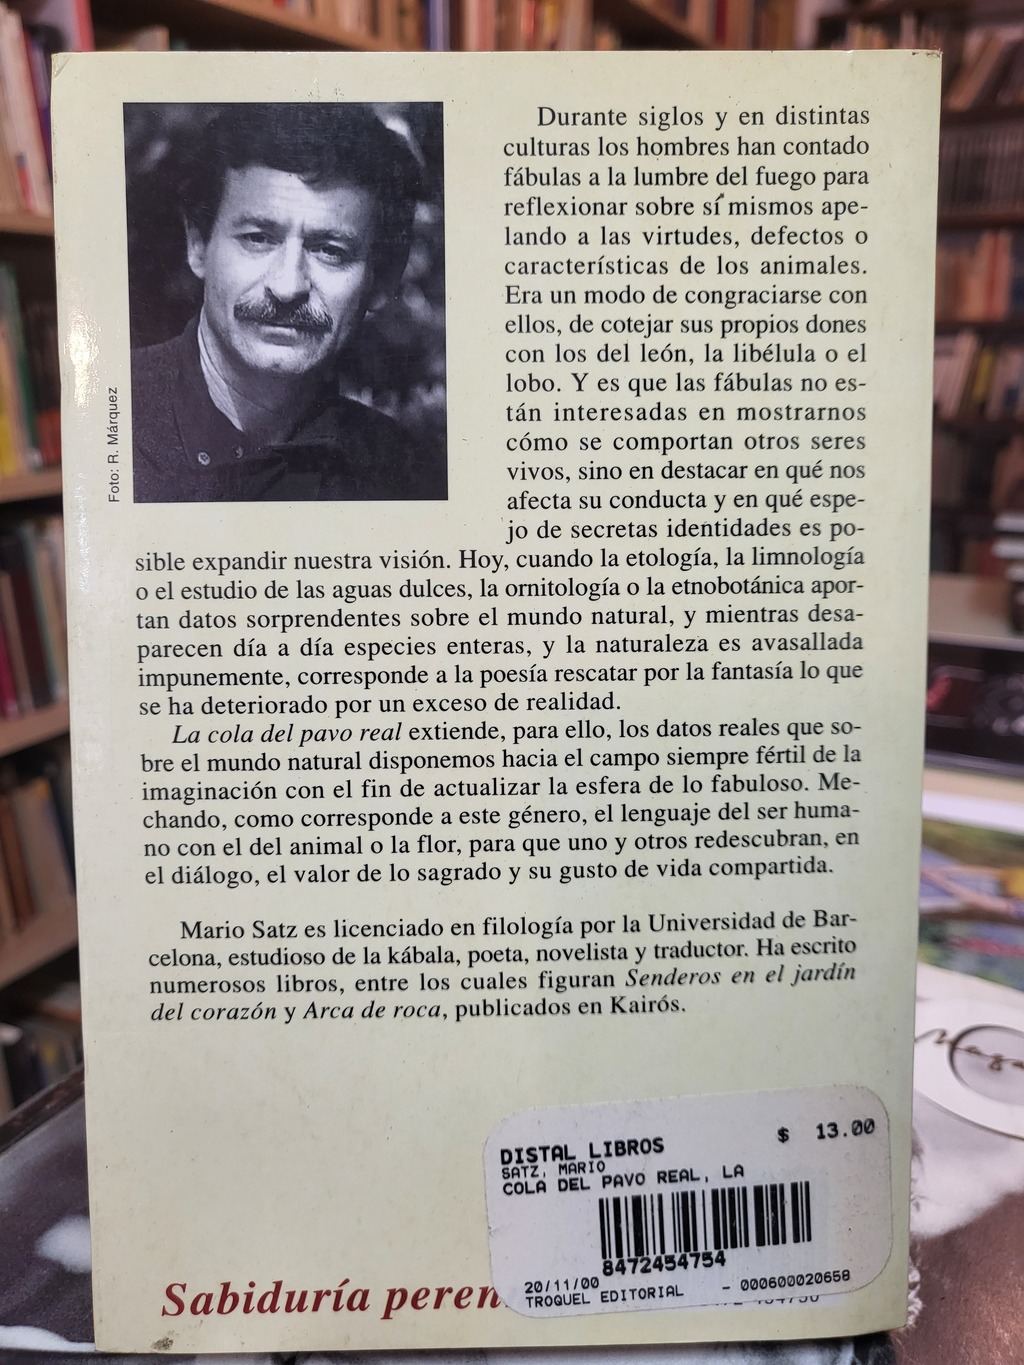 Durante siglos y en distintas
culturas los hombres han contado
fábulas a la lumbre del fuego para
reflexionar sobre sí mismos ape-
lando a las virtudes, defectos o
características de los animales.
Era un modo de congraciarse con
ellos, de cotejar sus propios dones
con los del león, la libélula o el
lobo. Y es que las fábulas no es-
tán interesadas en mostrarnos
cómo se comportan otros seres
vivos, sino en destacar en qué nos
afecta su conducta y en qué espe-
jo de secretas identidades es po-
sible expandir nuestra visión. Hoy, cuando la etología, la limnología
o el estudio de las aguas dulces, la ornitología o la etnobotánica apor-
tan datos sorprendentes sobre el mundo natural, y mientras desa-
parecen día a día especies enteras, y la naturaleza es avasallada
impunemente, corresponde a la poesía rescatar por la fantasía lo que
se ha deteriorado por un exceso de realidad.
La cola del pavo real extiende, para ello, los datos reales que so-
bre el mundo natural disponemos hacia el campo siempre fértil de la
imaginación con el fin de actualizar la esfera de lo fabuloso. Me-
chando, como corresponde a este género, el lenguaje del ser huma-
no con el del animal o la flor, para que uno y otros redescubran, en
el diálogo, el valor de lo sagrado y su gusto de vida compartida.
Mario Satz es licenciado en filología por la Universidad de Bar-
celona, estudioso de la kábala, poeta, novelista y traductor. Ha escrito
numerosos libros, entre los cuales figuran Senderos en el jardín
del corazón y Arca de roca, publicados en Kairós.
Foto: R. Márquez
DISTAL LIBROS $ 13.00
SATZ, MARIO
COLA DEL PAVO REAL, LA
8472454754
20/11/00
TROQUEL EDITORIAL - 000600020658
Sabiduría peren